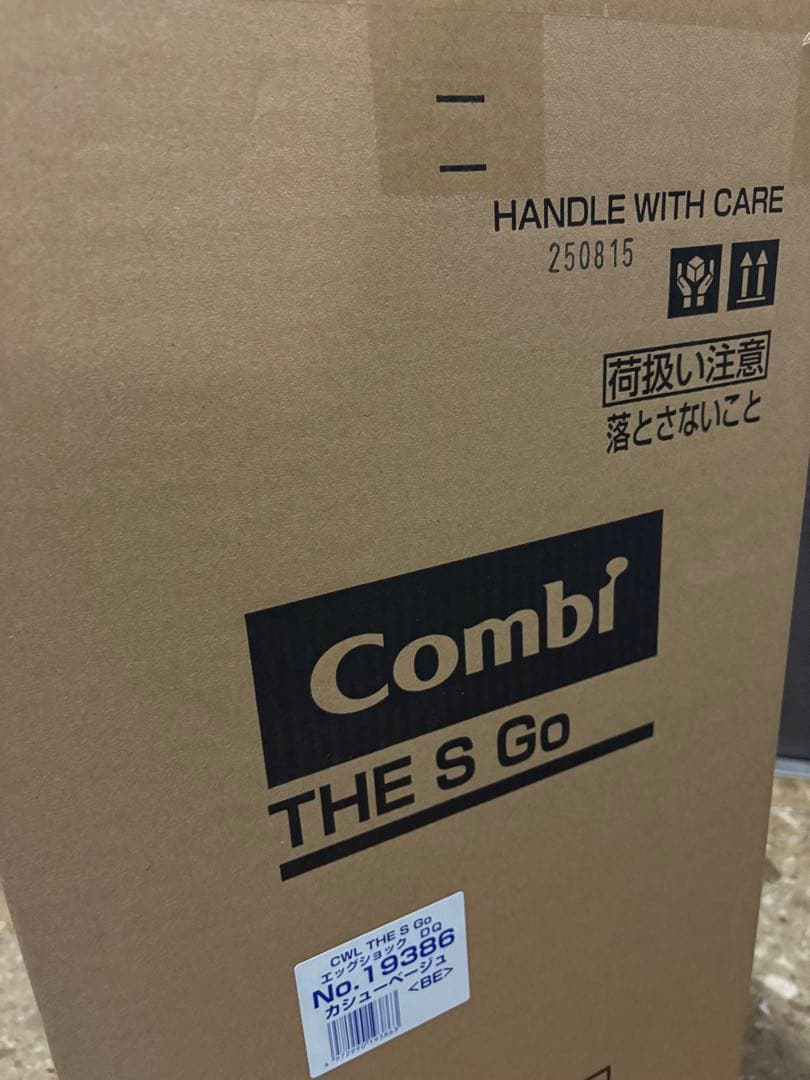 HANDLE WITH CARE
250815
荷扱い注意
落とさないこと
Combi
THE S Go
CWL THE S Go
エッグショック DQ
No.19386
カシューベージュ
<BE>